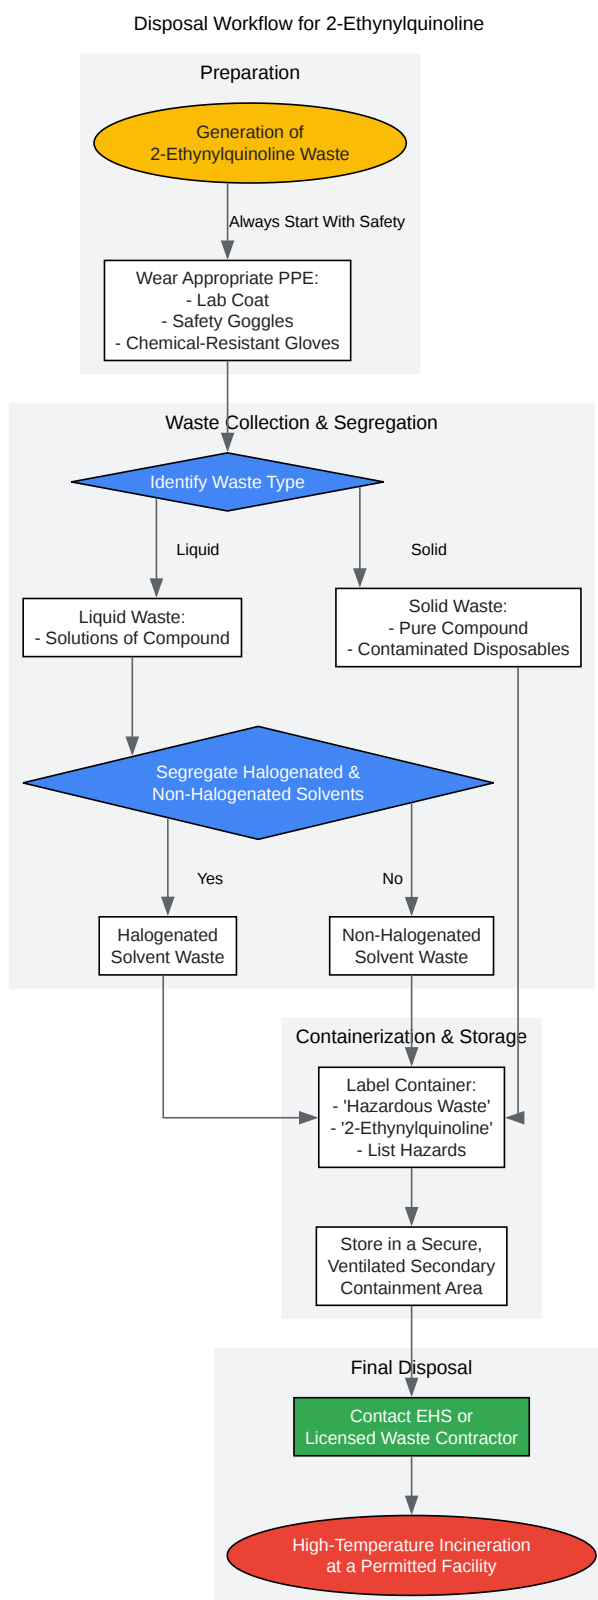 Disposal Workflow for 2-Ethynylquinoline
Preparation
Generation of
2-Ethynylquinoline Waste
Always Start With Safety
Wear Appropriate PPE:
- Lab Coat
- Safety Goggles
- Chemical-Resistant Gloves
Waste Collection & Segregation
Identify Waste Type
Liquid
Solid
Liquid Waste:
- Solutions of Compound
Solid Waste:
- Pure Compound
- Contaminated Disposables
Segregate Halogenated &
Non-Halogenated Solvents
Yes
No
Halogenated
Solvent Waste
Non-Halogenated
Solvent Waste
Containerization & Storage
Label Container:
- 'Hazardous Waste'
- '2-Ethynylquinoline'
- List Hazards
Store in a Secure,
Ventilated Secondary
Containment Area
Final Disposal
Contact EHS or
Licensed Waste Contractor
High-Temperature Incineration
at a Permitted Facility